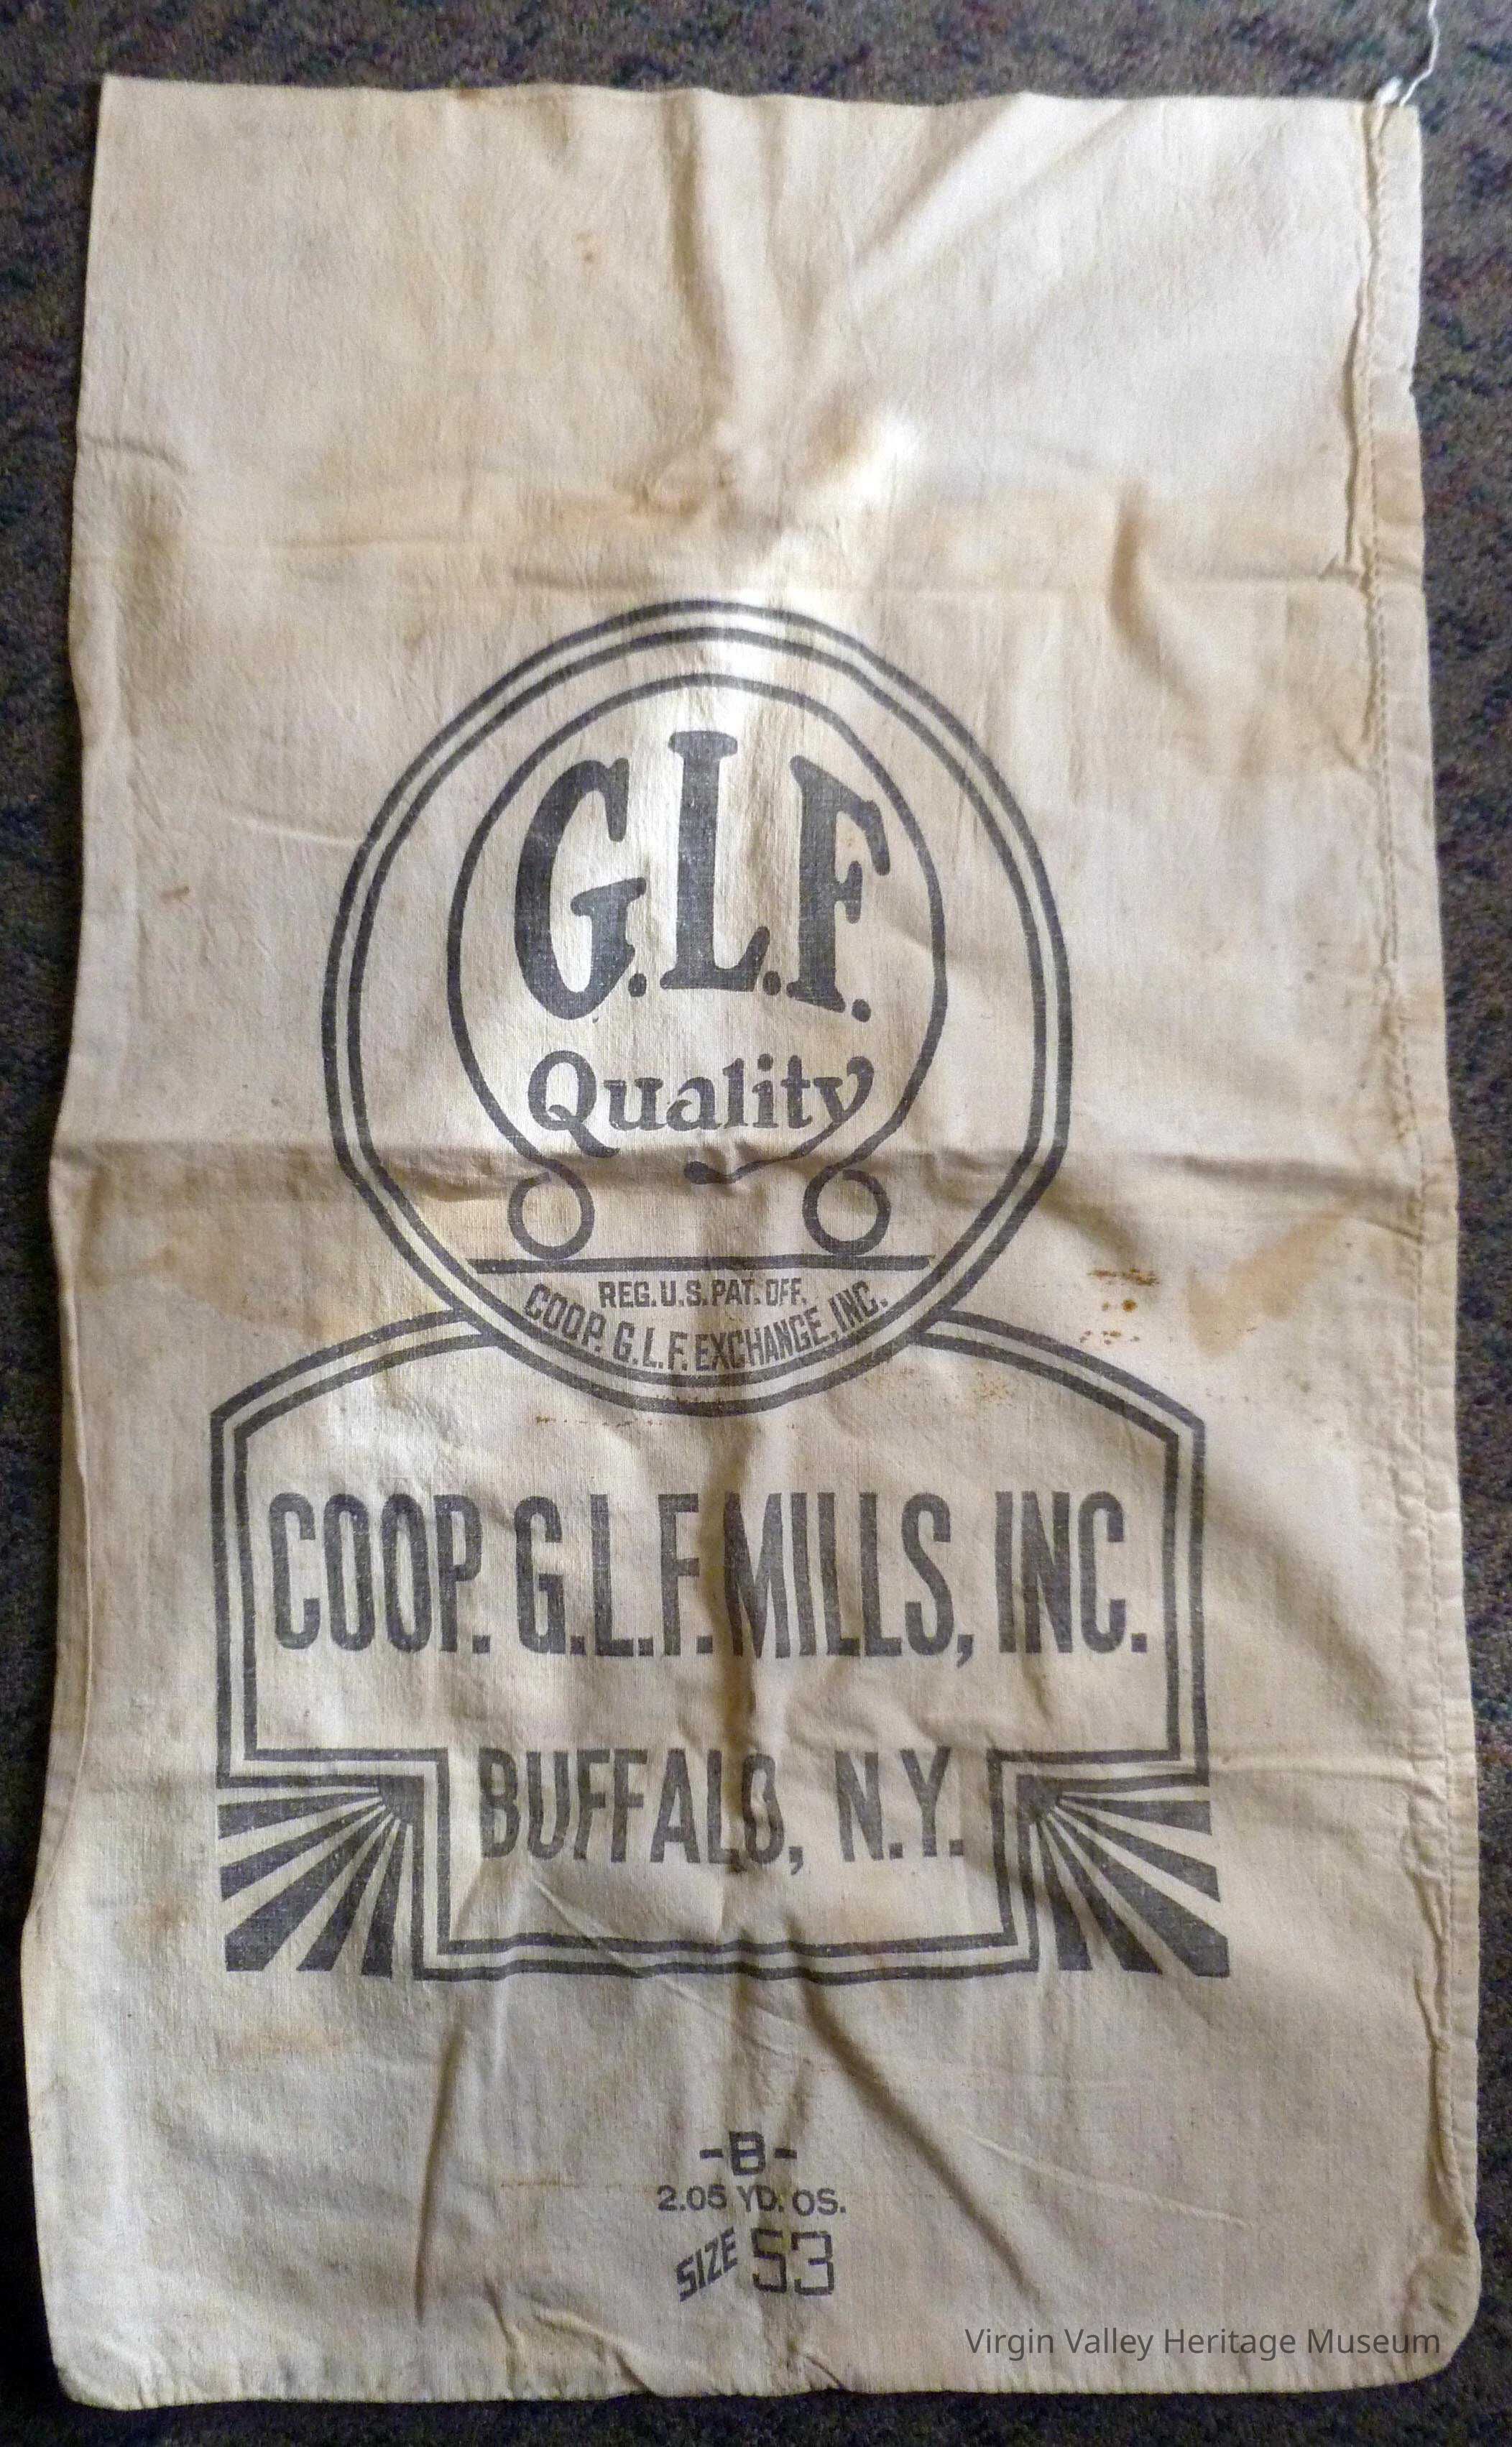 G.L.F.
Quality
REG. U.S. PAT. OFF.
COOP. G.L.F. EXCHANGE, INC.
COOP. G.L.F. MILLS, INC.
BUFFALO, N.Y.
-B-
2.05 YD. OS.
SIZE 53
Virgin Valley Heritage Museum